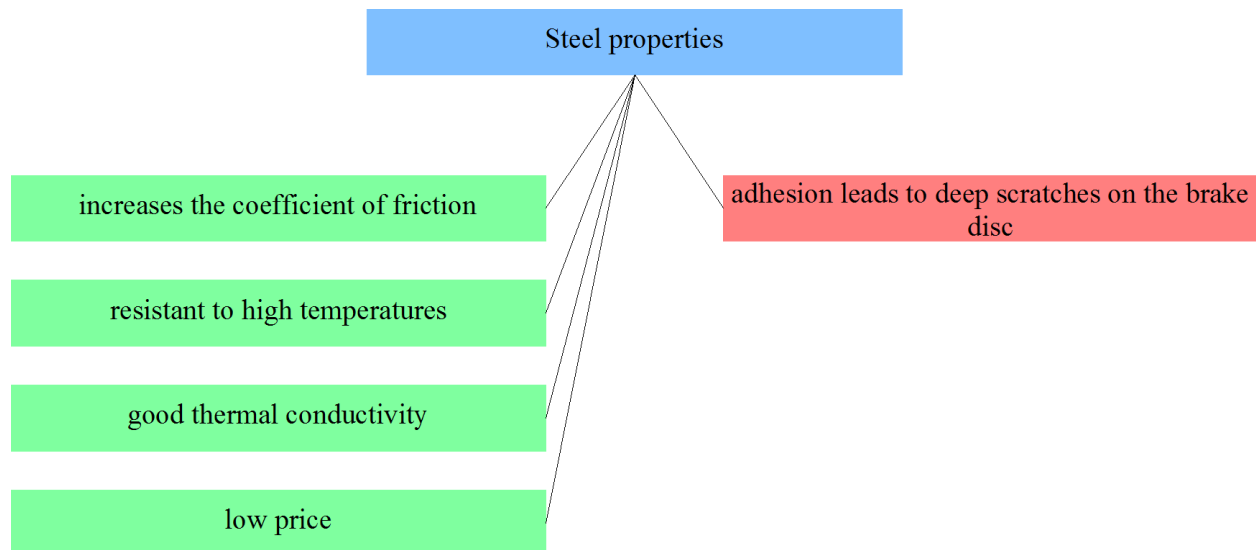 Steel properties
increases the coefficient of friction
adhesion leads to deep scratches on the brake
disc
resistant to high temperatures
good thermal conductivity
low price